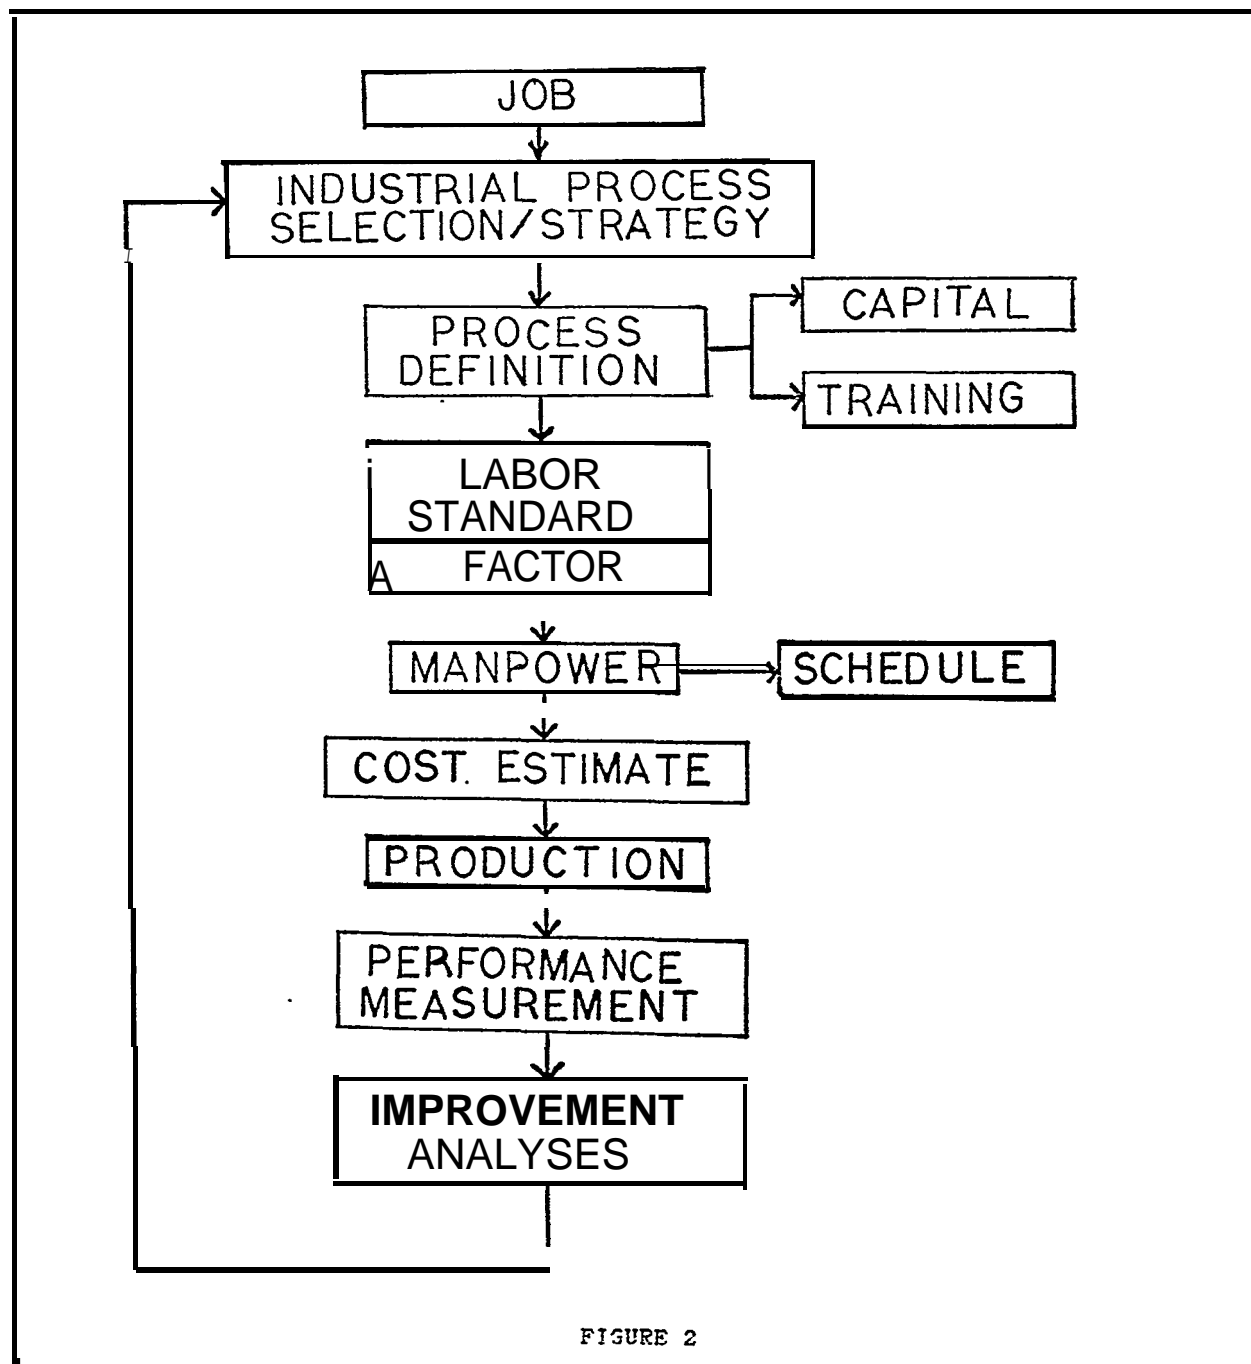 JOB
INDUSTRIAL PROCESS
SELECTION/STRATEGY
PROCESS
DEFINITION
CAPITAL
TRAINING
LABOR
STANDARD
A FACTOR
MANPOWER
SCHEDULE
COST. ESTIMATE
PRODUCTION
PERFORMANCE
MEASUREMENT
IMPROVEMENT
ANALYSES
FIGURE 2